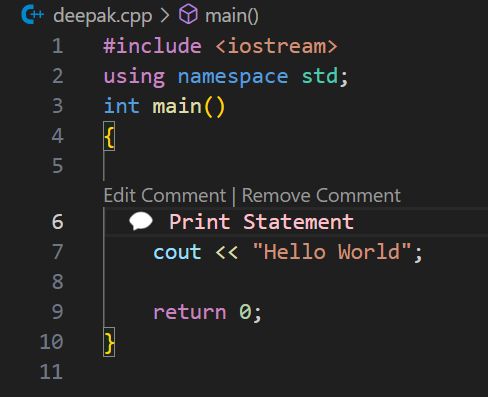 deepak.cpp > main()
1 #include <iostream>
2 using namespace std;
3 int main()
4 {
5
Edit Comment | Remove Comment
6 Print Statement
7 cout << "Hello World";
8
9 return 0;
10 }
11